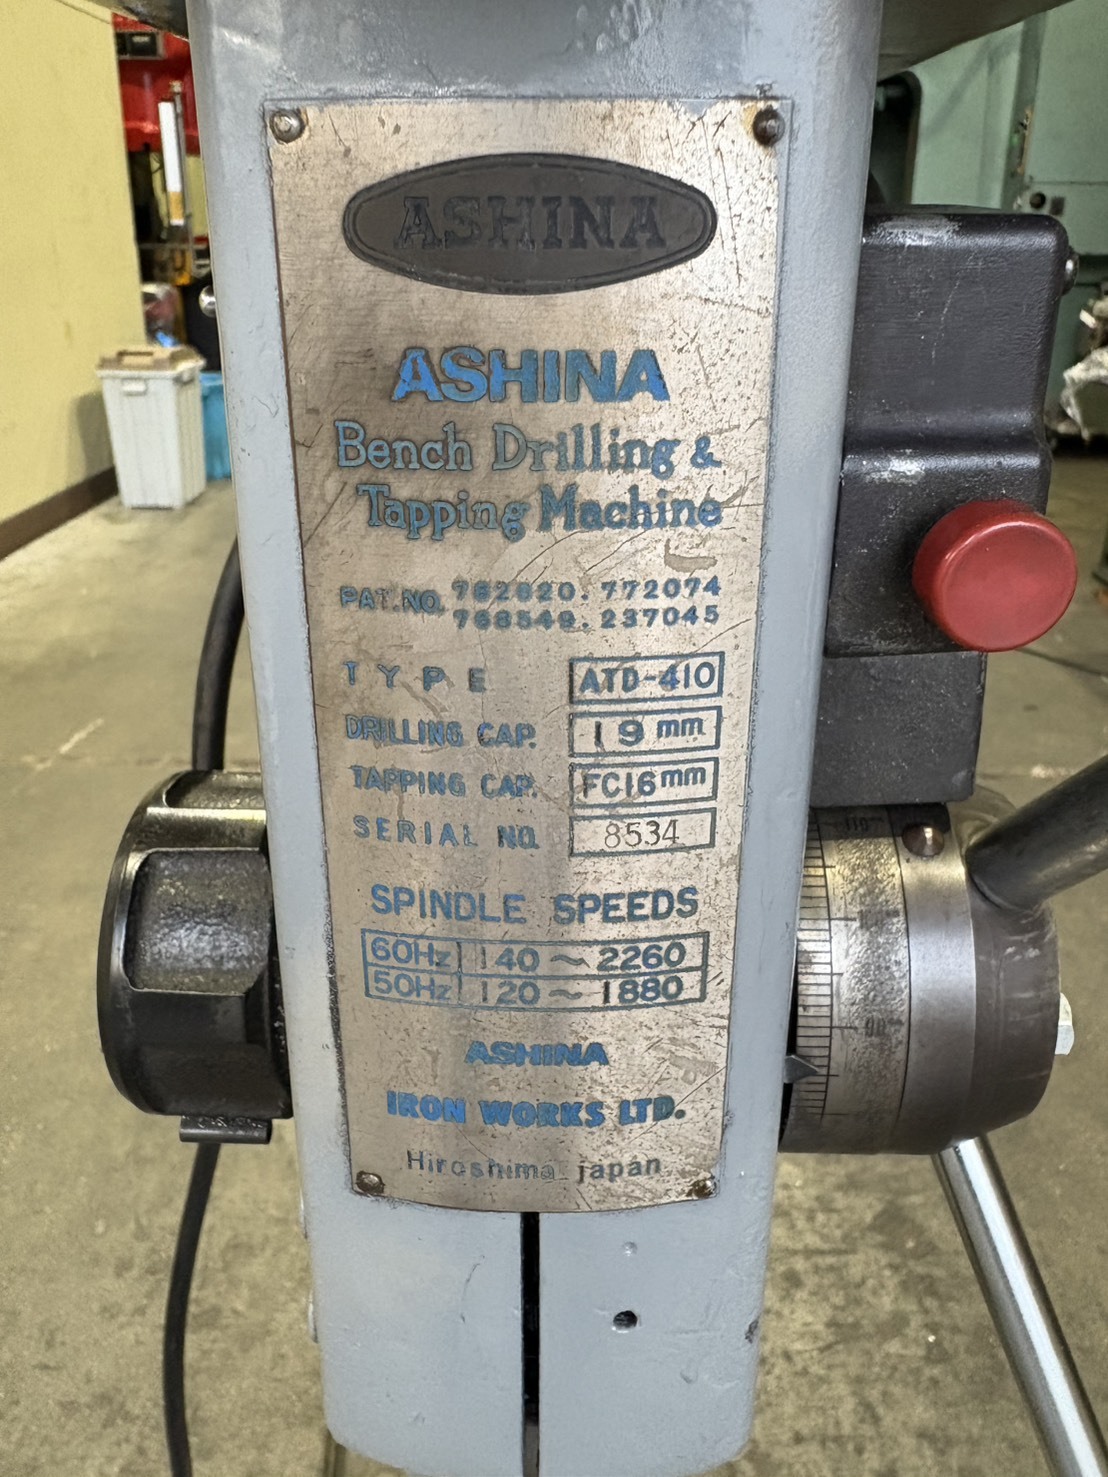 ASHINA
ASHINA
Bench Drilling &
Tapping Machine
PAT. NO. 762820. 772074
768549. 237045
TYPE ATD-410
DRILLING CAP. 19 mm
TAPPING CAP. FC16mm
SERIAL NO. 8534
SPINDLE SPEEDS
60Hz 140~2260
50Hz 120~1880
ASHINA
IRON WORKS LTD.
Hiroshima japan